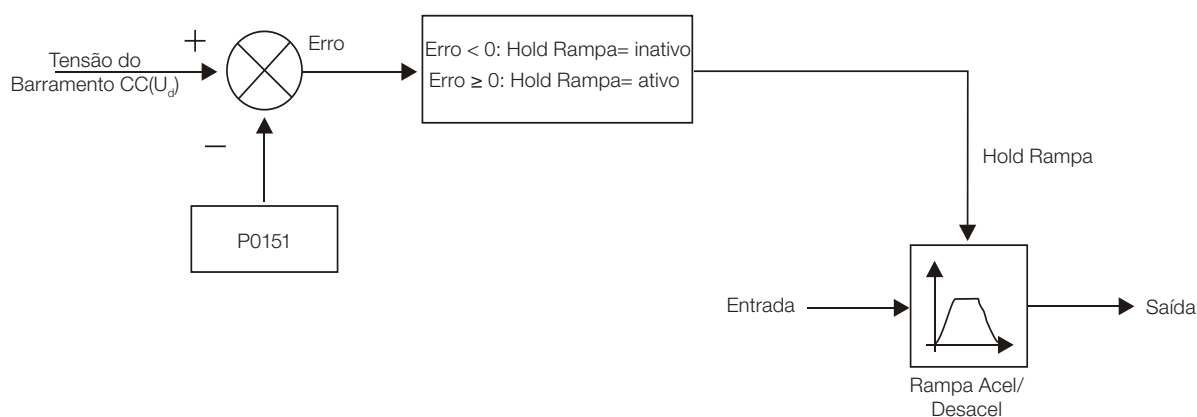 +
Erro
Tensão do
Barramento CC(Ud)
Erro < 0: Hold Rampa= inativo
Erro ≥ 0: Hold Rampa= ativo
−
Hold Rampa
P0151
Entrada
Saída
Rampa Acel/
Desacel